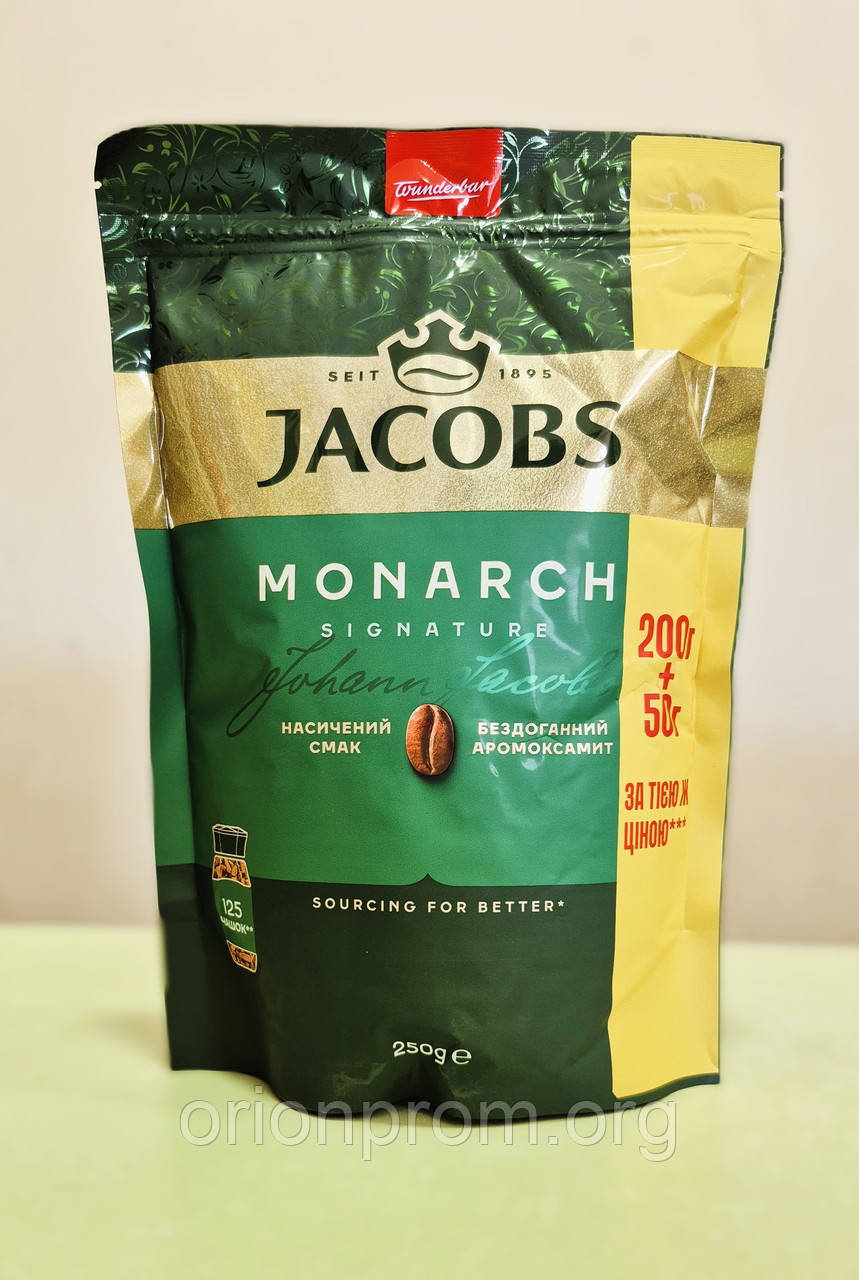 Wunderbar
SEIT 1895
JACOBS
MONARCH
SIGNATURE
Johann Jacobs
НАСИЧЕНИЙ
СМАК
БЕЗДОГАННИЙ
АРОМОКСАМИТ
200г
+
50г
ЗА ТІЄЮ Ж
ЦІНОЮ***
125
SOURCING FOR BETTER*
250g e
orionprom.org